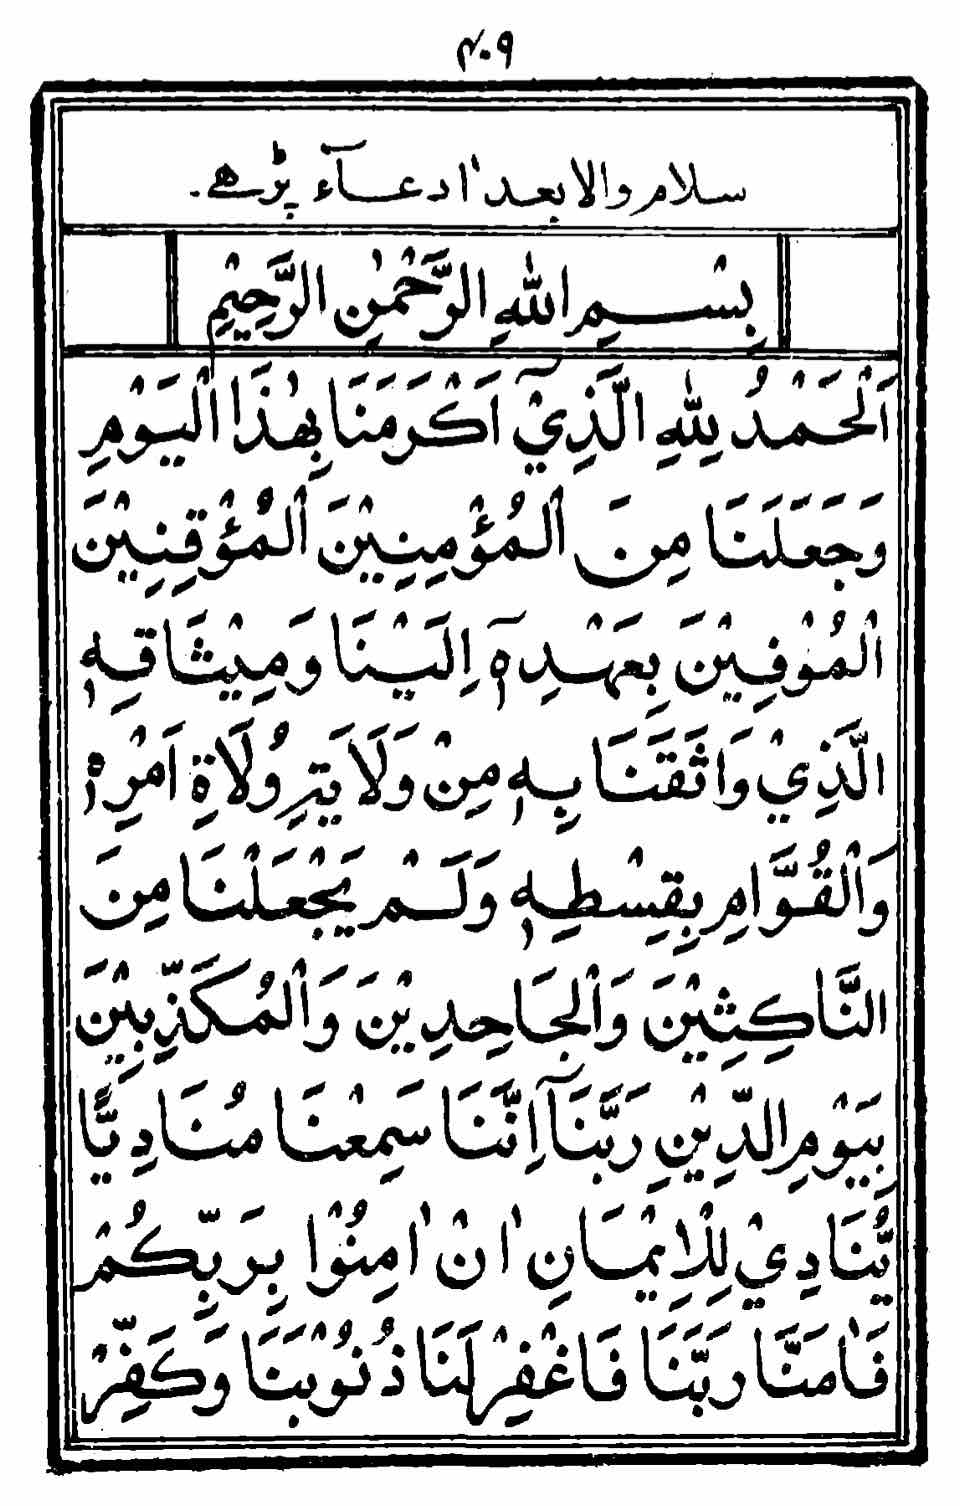 ۴۰۹
سلام والا بعد اٰ دعآء پڑھے۔
بِسْمِ اللّٰهِ الرَّحْمٰنِ الرَّحِيْمِ
اَلْحَمْدُ لِلّٰهِ الَّذِيْٓ اَكْرَمَنَا بِهٰذَا الْيَوْمِ
وَجَعَلَنَا مِنَ الْمُؤْمِنِيْنَ الْمُؤْقِنِيْنَ
الْمُوْفِيْنَ بِعَهْدِهٖٓ اِلَيْنَا وَمِيْثَاقِهٖ
الَّذِيْ وَاثَقَنَا بِهٖ مِنْ وَلَايَةِ وُلَاةِ اَمْرِهٖ
وَالْقُوَّامِ بِقِسْطِهٖ وَلَمْ يَجْعَلْنَا مِنَ
النَّاكِثِيْنَ وَالْجَاحِدِيْنَ وَالْمُكَذِّبِيْنَ
بِيَوْمِ الدِّيْنِ رَبَّنَآ اِنَّنَا سَمِعْنَا مُنَادِيًّا
يُّنَادِيْ لِلْاِيْمَانِ اٰنْ اٰمِنُوْا بِرَبِّكُمْ
فَاٰمَنَّا رَبَّنَا فَاغْفِرْلَنَا ذُنُوْبَنَا وَكَفِّرْ